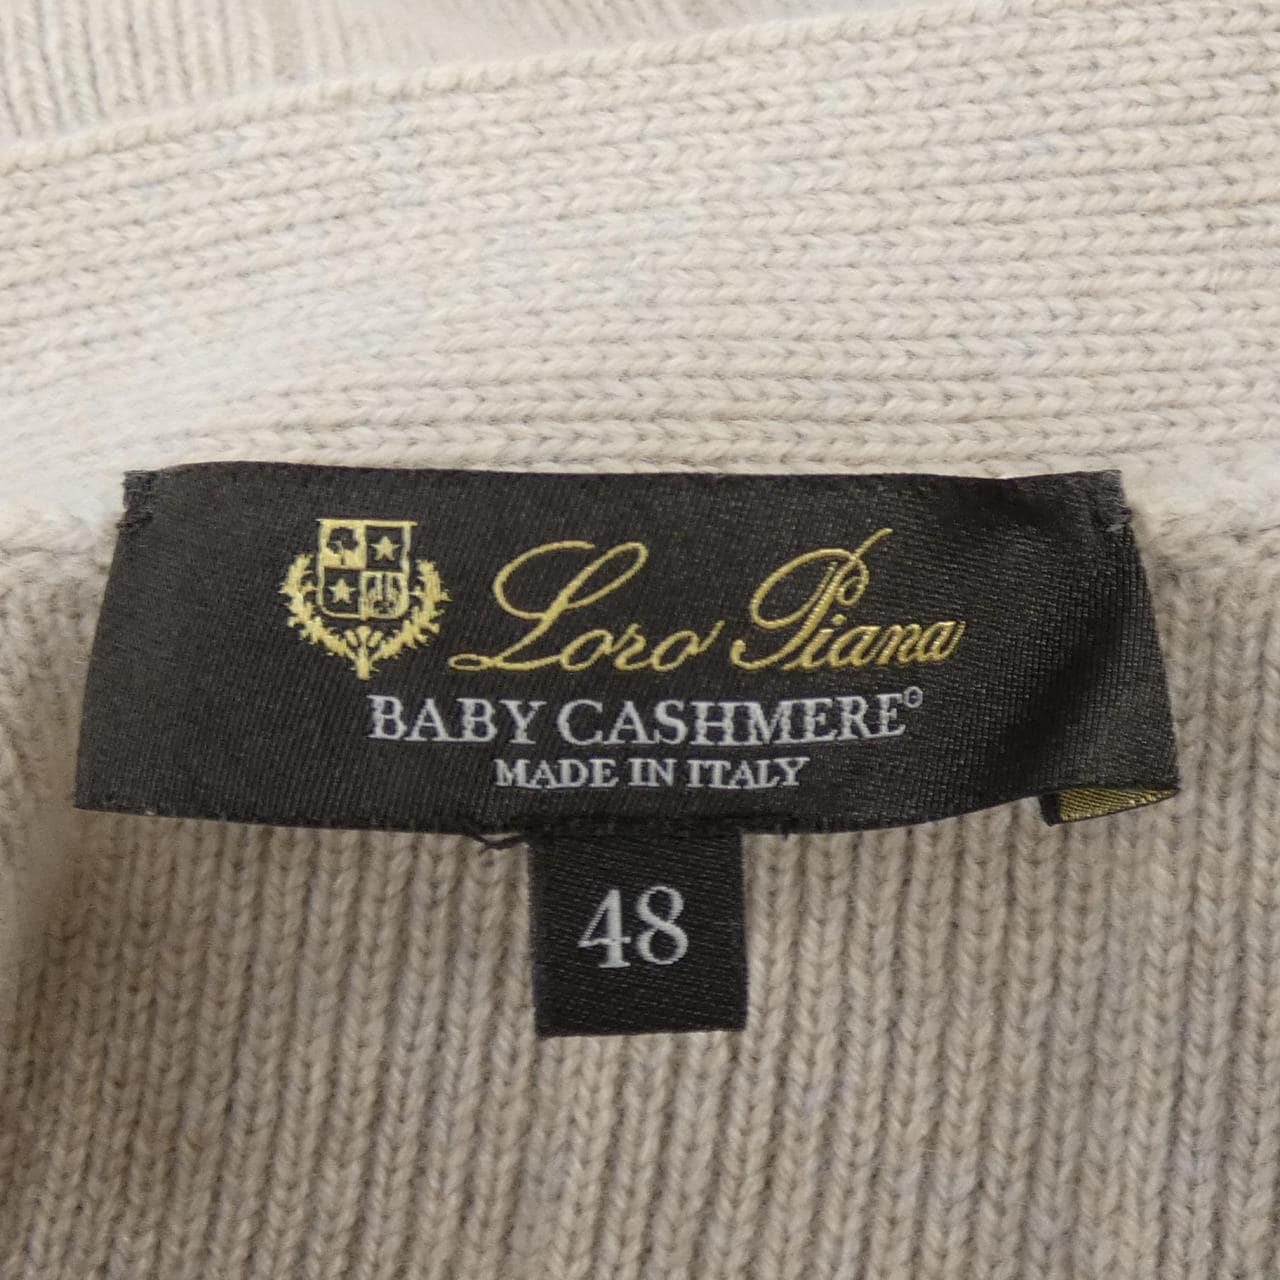 Loro Piana
BABY CASHMERE®
MADE IN ITALY
48